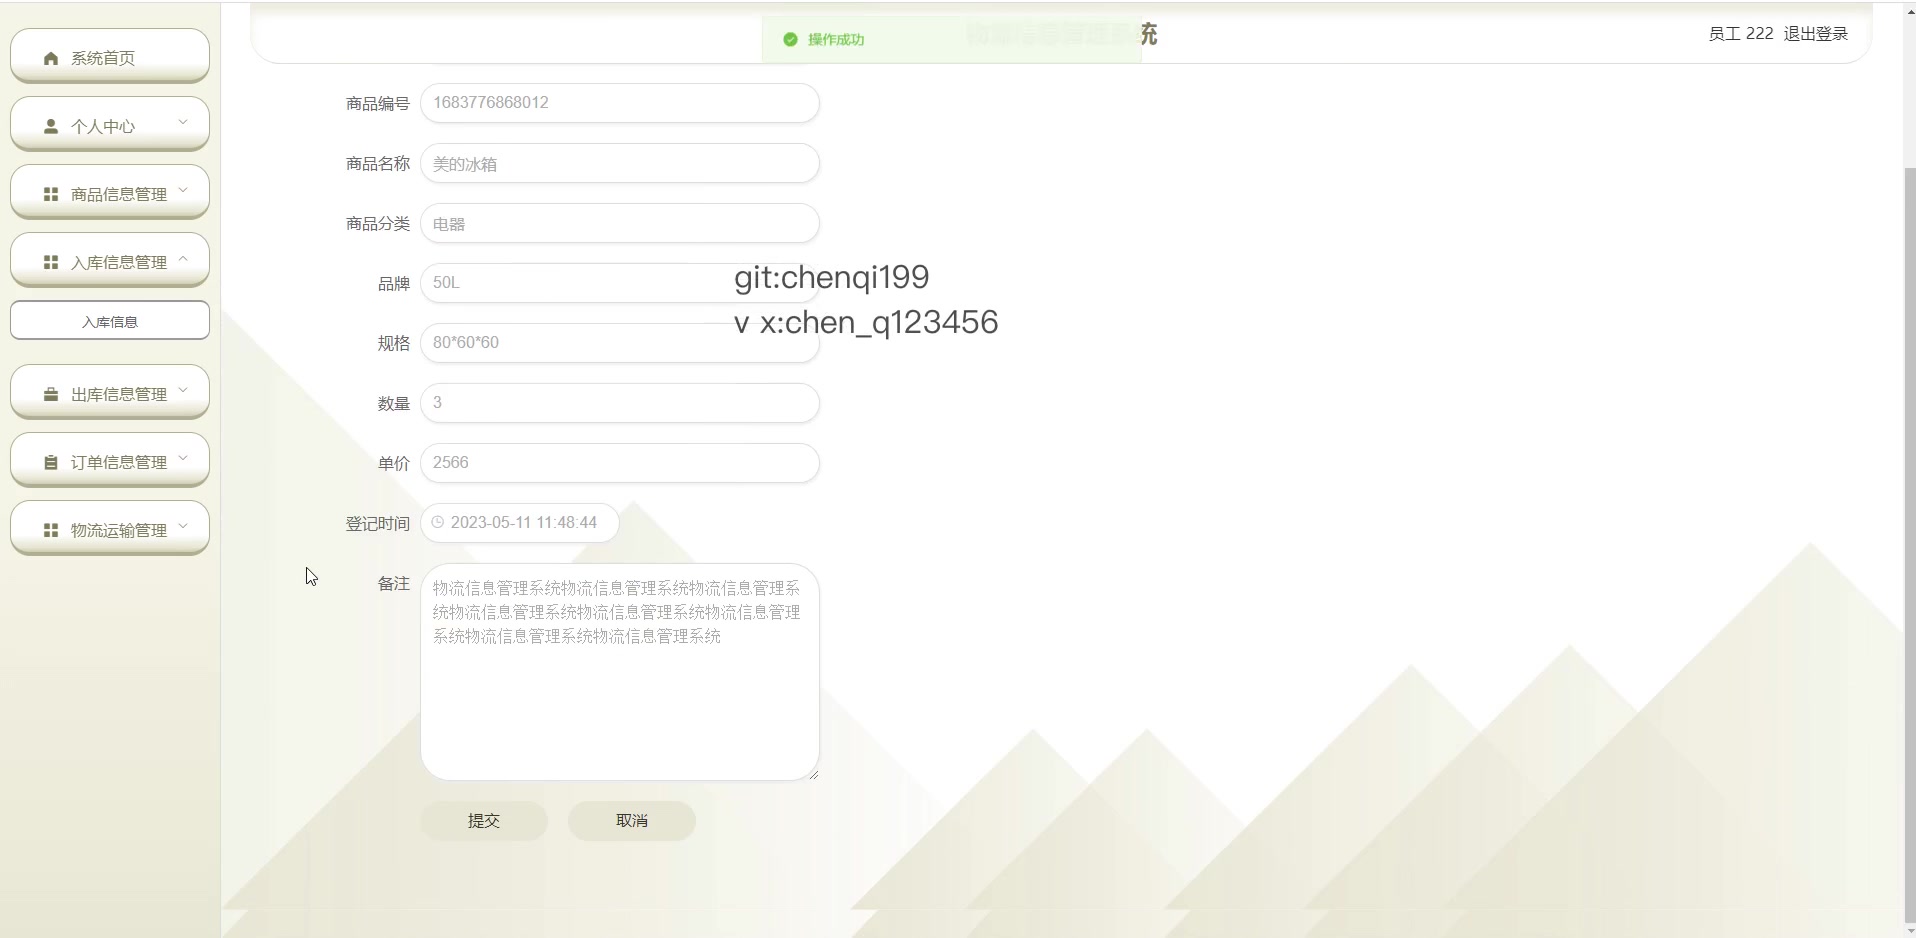 操作成功
物流信息管理系统
员工 222 退出登录
系统首页
个人中心
商品信息管理
入库信息管理
入库信息
出库信息管理
订单信息管理
物流运输管理
商品编号 1683776868012
商品名称 美的冰箱
商品分类 电器
品牌 50L
规格 80*60*60
数量 3
单价 2566
登记时间 2023-05-11 11:48:44
备注
物流信息管理系统物流信息管理系统物流信息管理系
统物流信息管理系统物流信息管理系统物流信息管理
系统物流信息管理系统物流信息管理系统
提交 取消
git:chenqi199
v x:chen_q123456